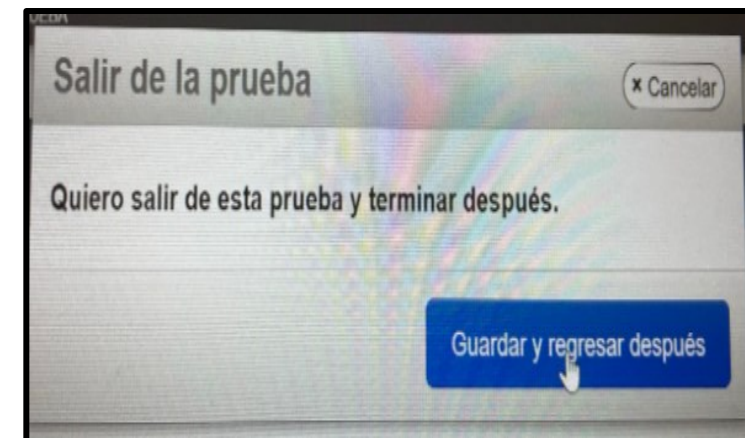 Salir de la prueba
× Cancelar
Quiero salir de esta prueba y terminar después.
Guardar y regresar después